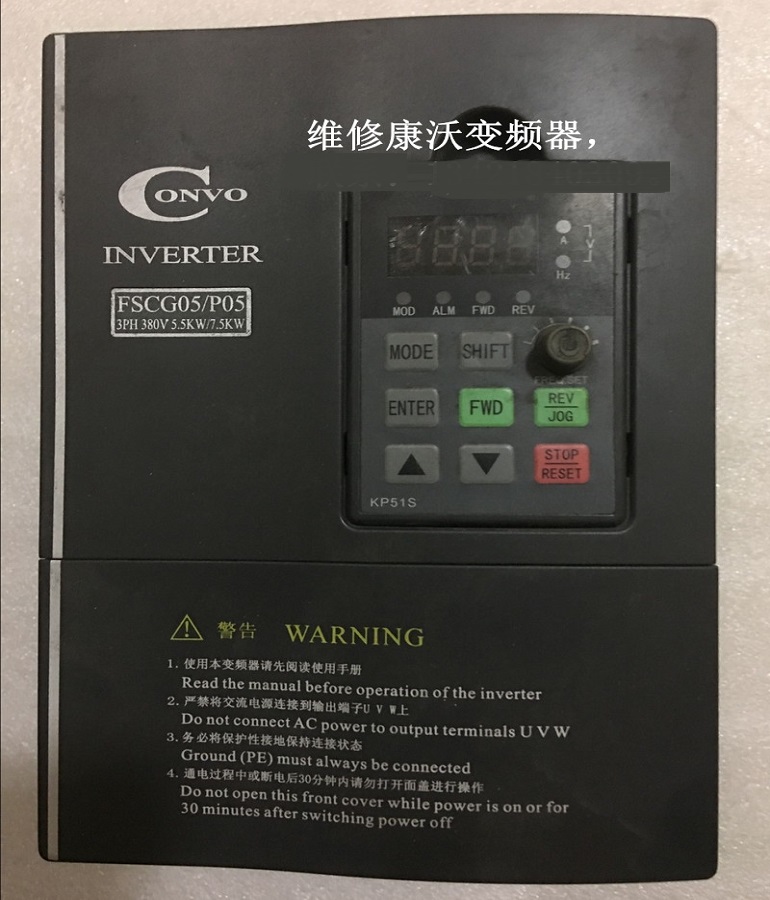 维修康沃变频器，
CONVO
INVERTER
FSCG05/P05
3PH 380V 5.5KW/7.5KW
A
V
Hz
MOD ALM FWD REV
MODE SHIFT
FREQ SET
ENTER FWD REV
JOG
STOP
RESET
KP51S
警告 WARNING
1. 使用本变频器请先阅读使用手册
Read the manual before operation of the inverter
2. 严禁将交流电源连接到输出端子U V W上
Do not connect AC power to output terminals U V W
3. 务必将保护性接地保持连接状态
Ground (PE) must always be connected
4. 通电过程中或断电后30分钟内请勿打开面盖进行操作
Do not open this front cover while power is on or for
30 minutes after switching power off